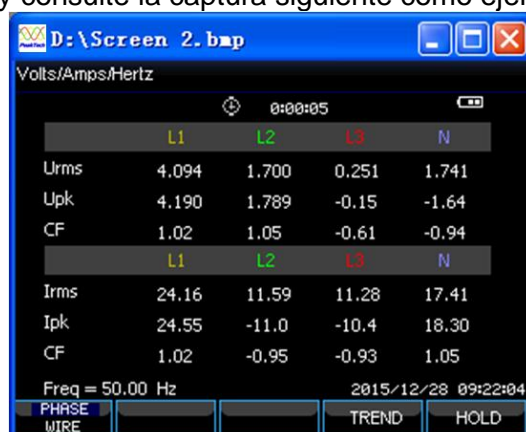 y consulte la captura siguiente como ejem
PeakTech D:\Screen 2.bmp
Volts/Amps/Hertz
0:00:05
L1 L2 L3 N
Urms 4.094 1.700 0.251 1.741
Upk 4.190 1.789 -0.15 -1.64
CF 1.02 1.05 -0.61 -0.94
L1 L2 L3 N
Irms 24.16 11.59 11.28 17.41
Ipk 24.55 -11.0 -10.4 18.30
CF 1.02 -0.95 -0.93 1.05
Freq = 50.00 Hz 2015/12/28 09:22:04
PHASE TREND HOLD
WIRE